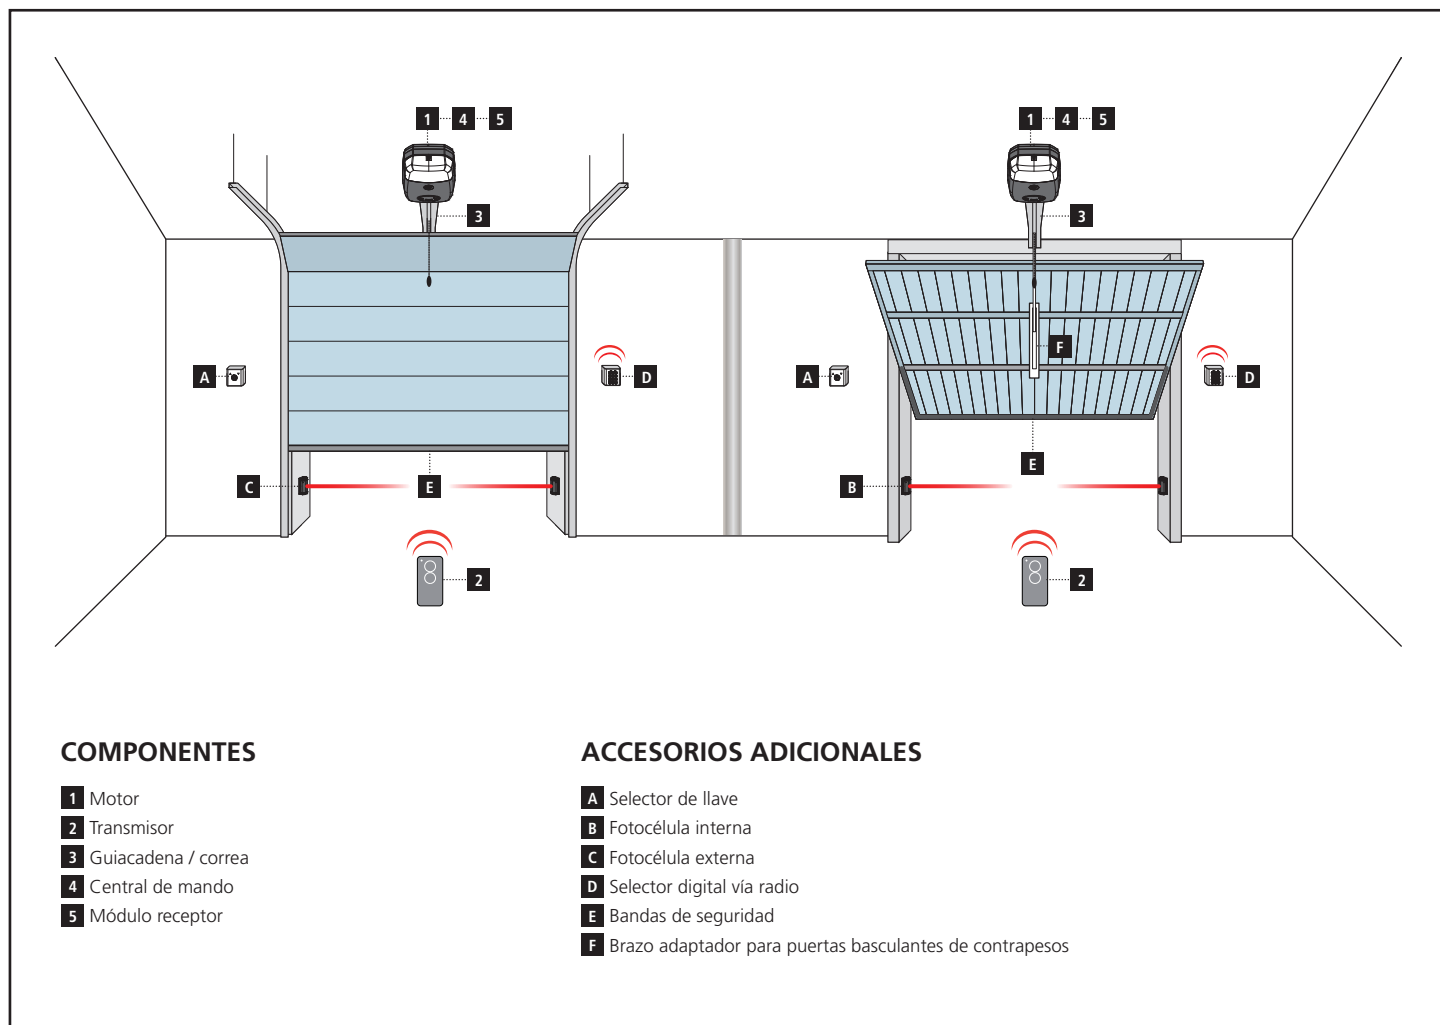 1 4 5
1 4 5
3
3
F
A
D
A
D
E
C
E
B
2
2
COMPONENTES
1 Motor
2 Transmisor
3 Guiacadena / correa
4 Central de mando
5 Módulo receptor
ACCESORIOS ADICIONALES
A Selector de llave
B Fotocélula interna
C Fotocélula externa
D Selector digital vía radio
E Bandas de seguridad
F Brazo adaptador para puertas basculantes de contrapesos